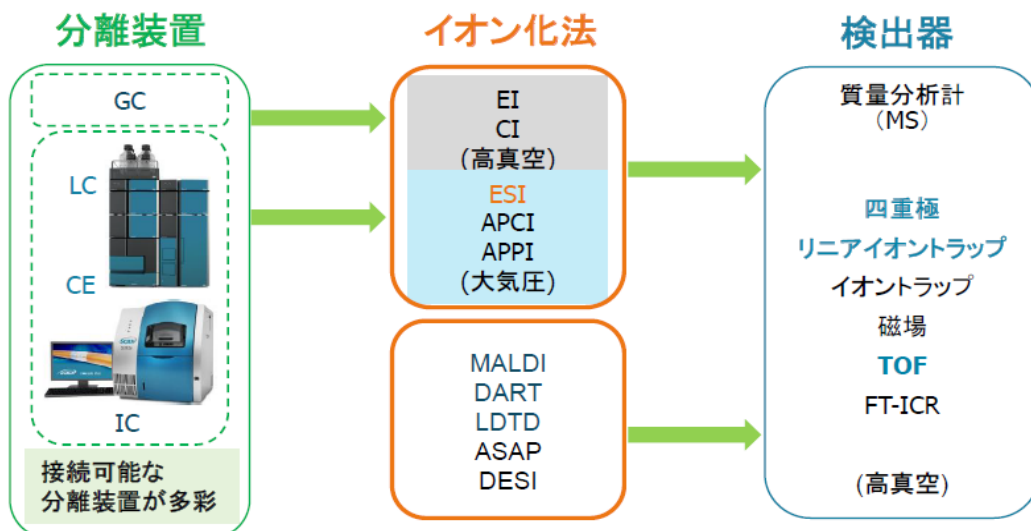 分離装置
GC
LC
CE
IC
接続可能な
分離装置が多彩
イオン化法
EI
CI
(高真空)
ESI
APCI
APPI
(大気圧)
MALDI
DART
LDTD
ASAP
DESI
検出器
質量分析計
（MS）
四重極
リニアイオントラップ
イオントラップ
磁場
TOF
FT-ICR
(高真空)